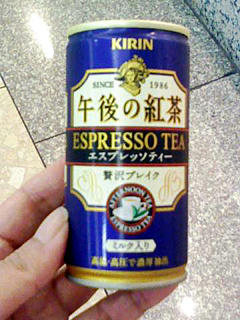 KIRIN
SINCE 1986
午後の紅茶
ESPRESSO TEA
エスプレッソティー
贅沢ブレイク
AFTERNOON TEA
ESPRESSO TEA
ミルク入り
高温・高圧で濃厚抽出